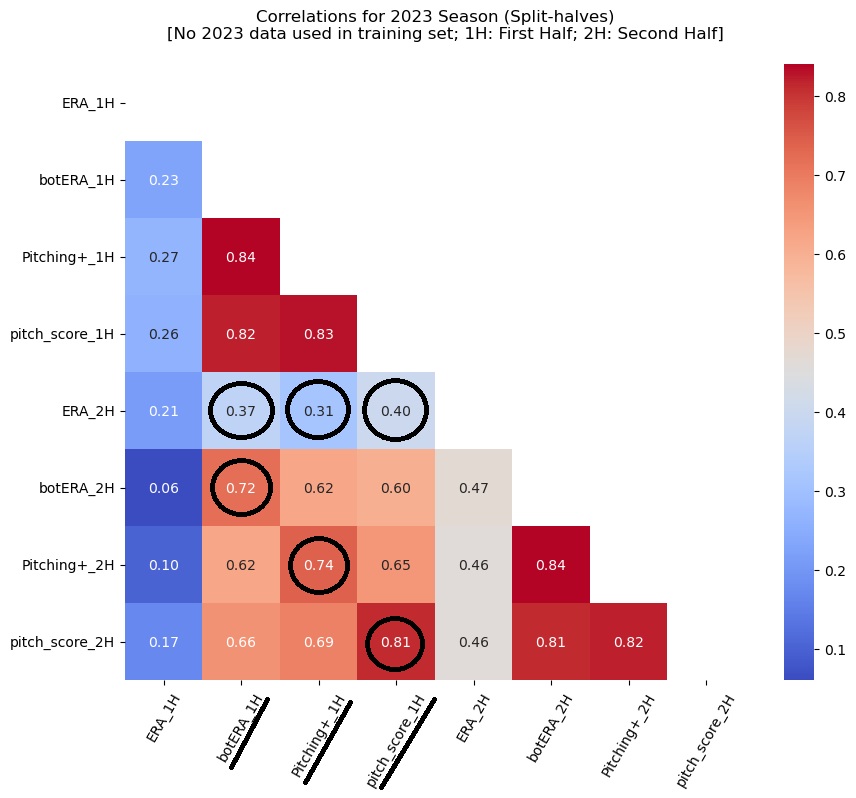 Correlations for 2023 Season (Split-halves)
[No 2023 data used in training set; 1H: First Half; 2H: Second Half]
ERA_1H
botERA_1H 0.23
Pitching+_1H 0.27 0.84
pitch_score_1H 0.26 0.82 0.83
ERA_2H 0.21 0.37 0.31 0.40
botERA_2H 0.06 0.72 0.62 0.60 0.47
Pitching+_2H 0.10 0.62 0.74 0.65 0.46 0.84
pitch_score_2H 0.17 0.66 0.69 0.81 0.46 0.81 0.82
ERA_1H botERA_1H Pitching+_1H pitch_score_1H ERA_2H botERA_2H Pitching+_2H pitch_score_2H
0.8
0.7
0.6
0.5
0.4
0.3
0.2
0.1